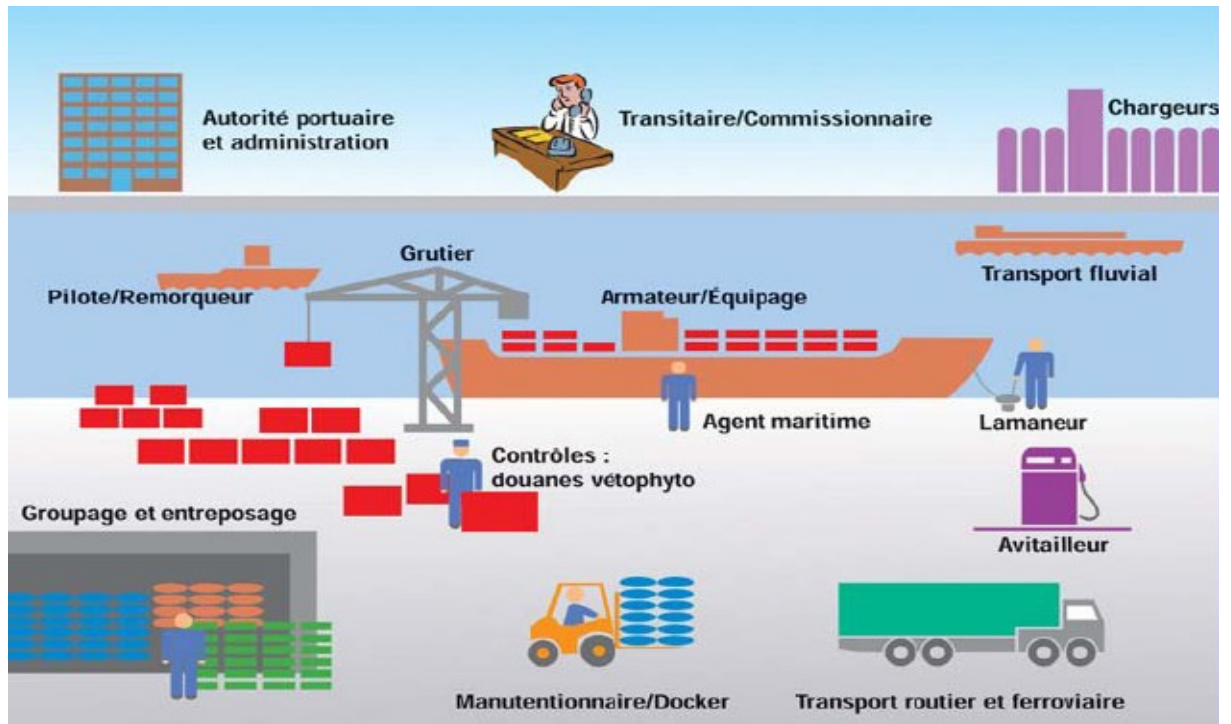 Autorité portuaire
et administration
Transitaire/Commissionnaire
Chargeurs
Pilote/Remorqueur
Grutier
Armateur/Équipage
Transport fluvial
Agent maritime
Lamaneur
Contrôles :
douanes vétophyto
Groupage et entreposage
Avitailleur
Manutentionnaire/Docker
Transport routier et ferroviaire